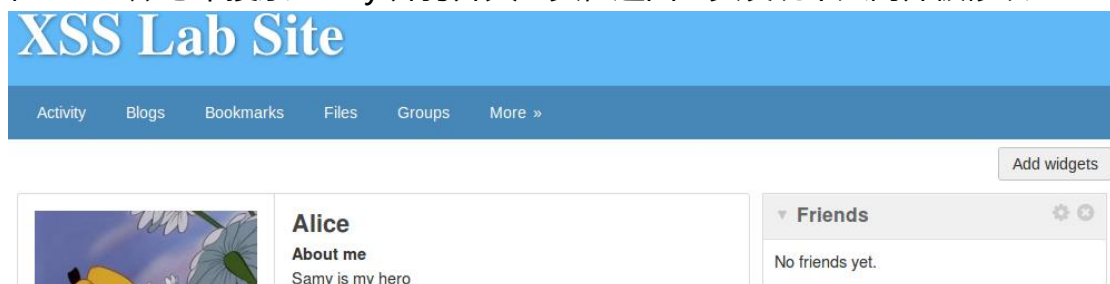 XSS Lab Site
Activity Blogs Bookmarks Files Groups More »
Add widgets
Alice
About me
Samy is my hero
Friends
No friends yet.